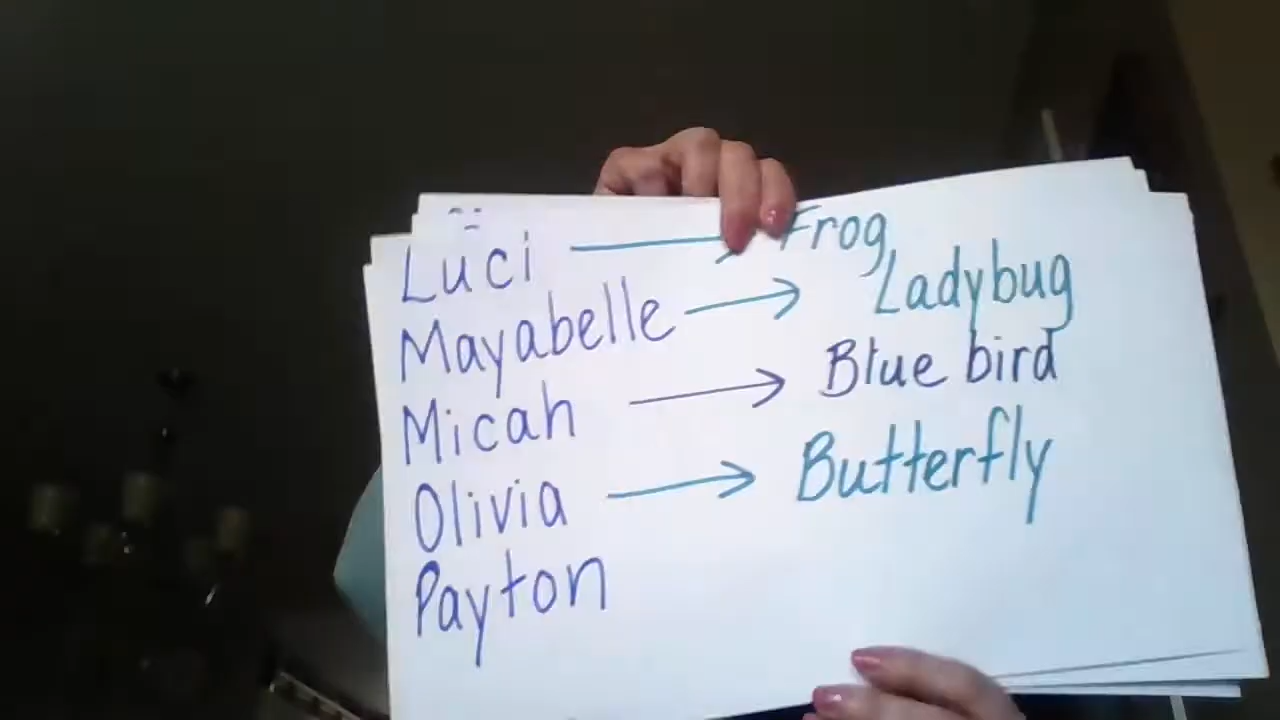 Luci → Frog
Mayabelle → Ladybug
Micah → Blue bird
Olivia → Butterfly
Payton